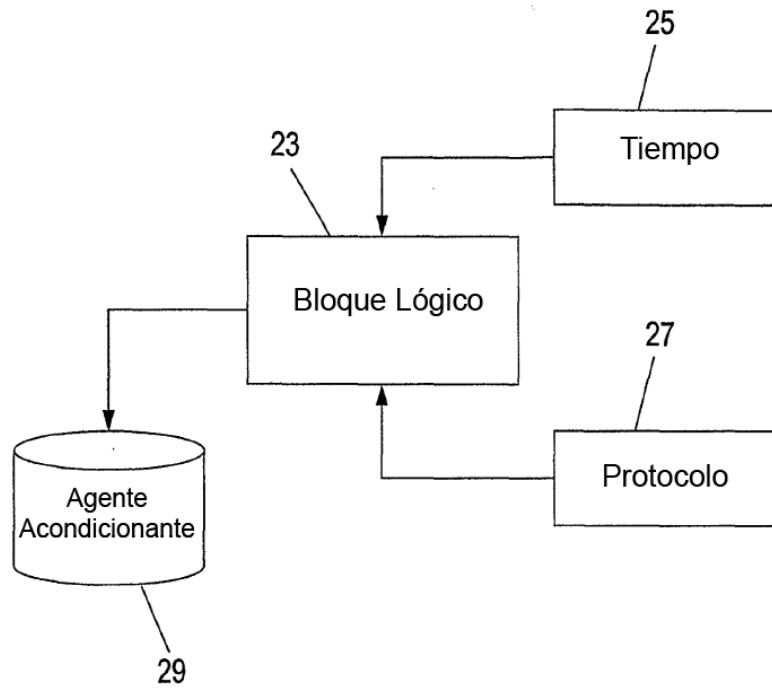 25
Tiempo
23
Bloque Lógico
27
Protocolo
Agente
Acondicionante
29